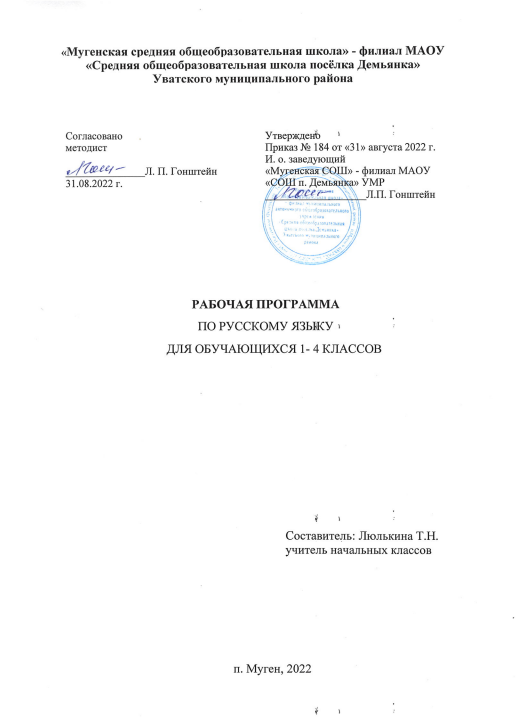 «Мугенская средняя общеобразовательная школа» - филиал МАОУ
«Средняя общеобразовательная школа посёлка Демьянка»
Уватского муниципального района
Согласовано
методист
Л. П. Гонштейн
31.08.2022 г.
Утверждено
Приказ № 184 от «31» августа 2022 г.
И. о. заведующий
«Мугенская СОШ» - филиал МАОУ
«СОШ п. Демьянка» УМР
Л.П. Гонштейн
РАБОЧАЯ ПРОГРАММА
ПО РУССКОМУ ЯЗЫКУ
ДЛЯ ОБУЧАЮЩИХСЯ 1- 4 КЛАССОВ
Составитель: Люлькина Т.Н.
учитель начальных классов
п. Муген, 2022